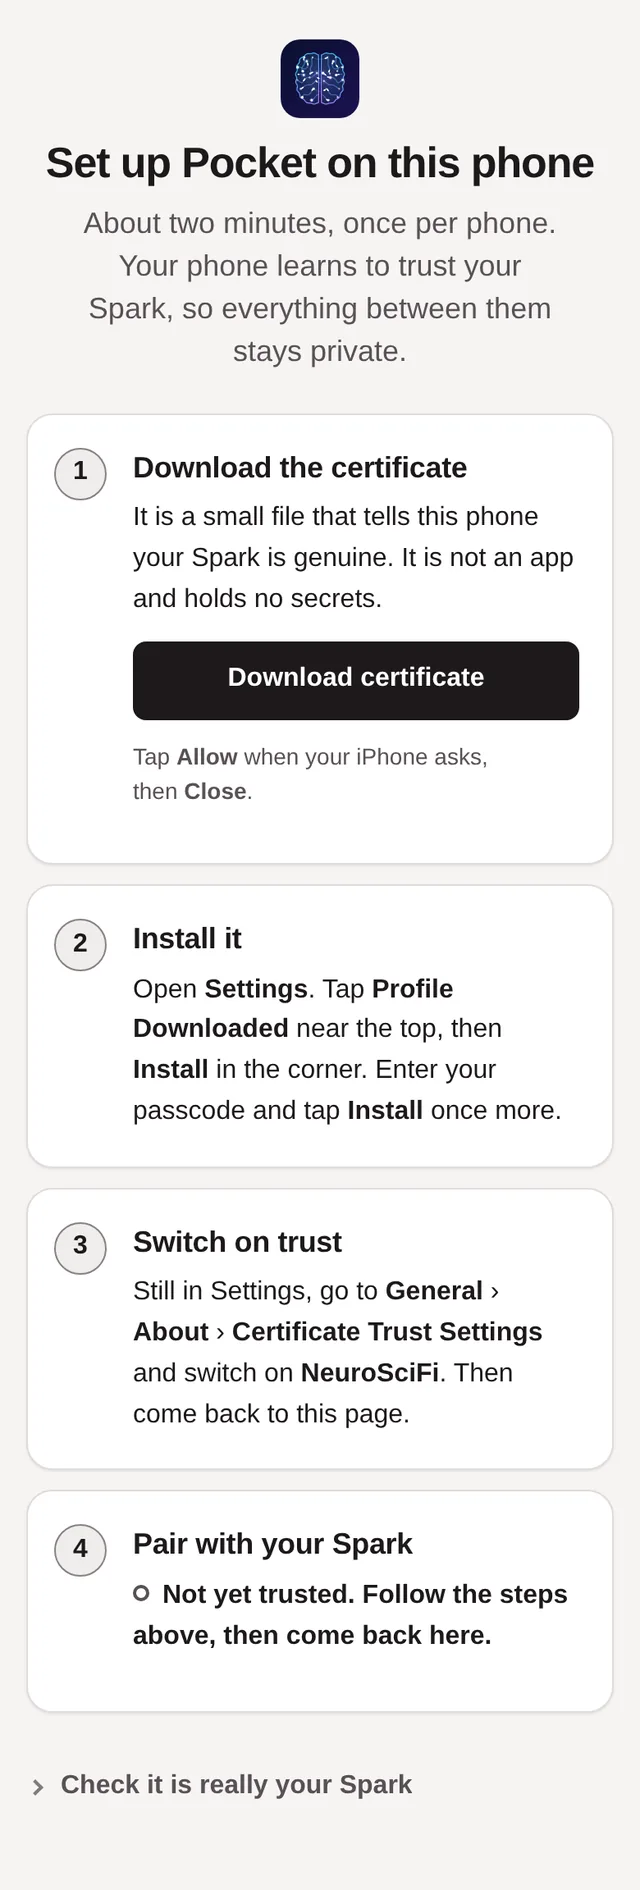 Set up Pocket on this phone
About two minutes, once per phone.
Your phone learns to trust your
Spark, so everything between them
stays private.
1
Download the certificate
It is a small file that tells this phone
your Spark is genuine. It is not an app
and holds no secrets.
Download certificate
Tap Allow when your iPhone asks,
then Close.
2
Install it
Open Settings. Tap Profile
Downloaded near the top, then
Install in the corner. Enter your
passcode and tap Install once more.
3
Switch on trust
Still in Settings, go to General ›
About › Certificate Trust Settings
and switch on NeuroSciFi. Then
come back to this page.
4
Pair with your Spark
Not yet trusted. Follow the steps
above, then come back here.
Check it is really your Spark